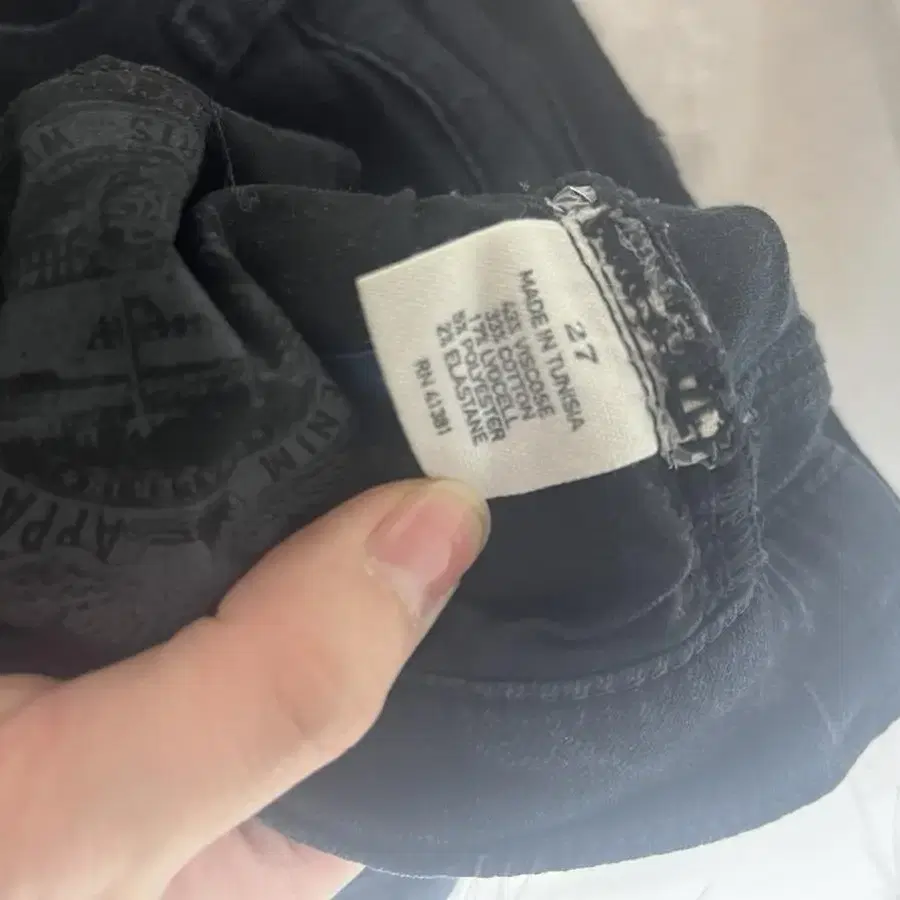 27
MADE IN TUNISIA
43% VISCOSE
33% COTTON
17% LYOCELL
5% POLYESTER
2% ELASTANE
RN 41381